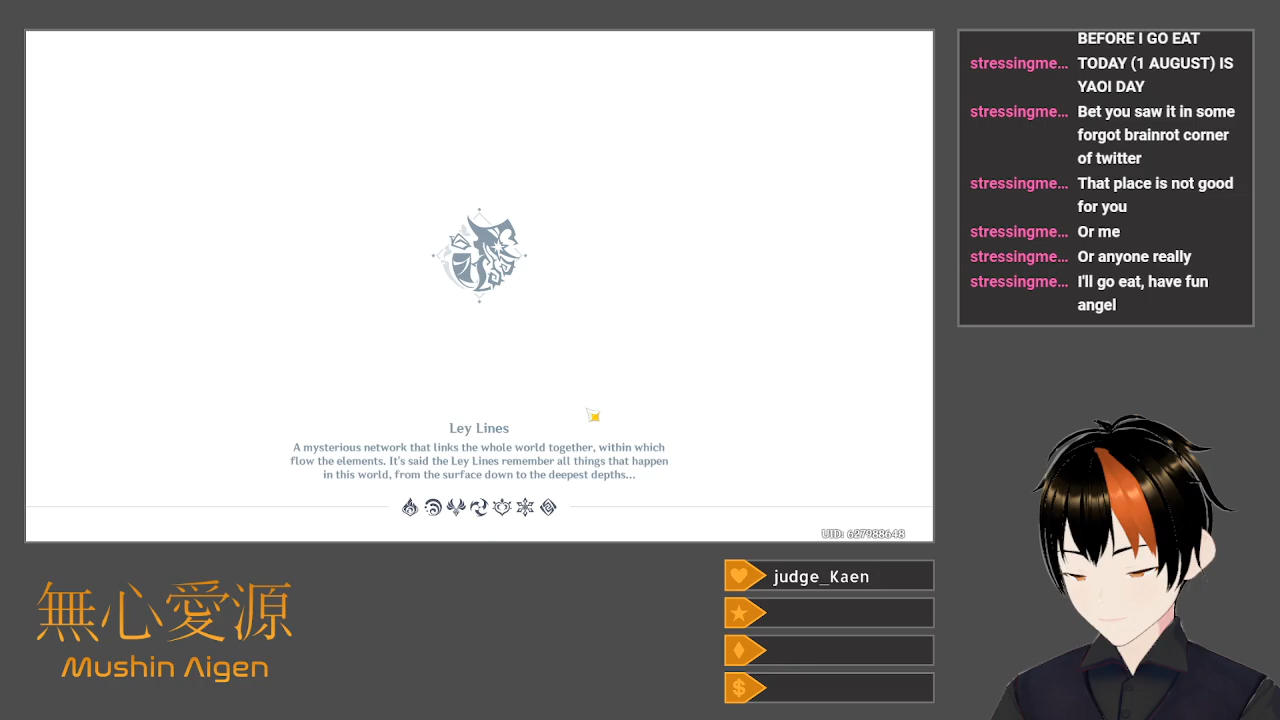 BEFORE I GO EAT
stressingme... TODAY (1 AUGUST) IS
YAOI DAY
stressingme... Bet you saw it in some
forgot brainrot corner
of twitter
stressingme... That place is not good
for you
stressingme... Or me
stressingme... Or anyone really
stressingme... I'll go eat, have fun
angel
Ley Lines
A mysterious network that links the whole world together, within which
flow the elements. It's said the Ley Lines remember all things that happen
in this world, from the surface down to the deepest depths...
UID: 627988648
judge_Kaen
無心愛源
Mushin Aigen